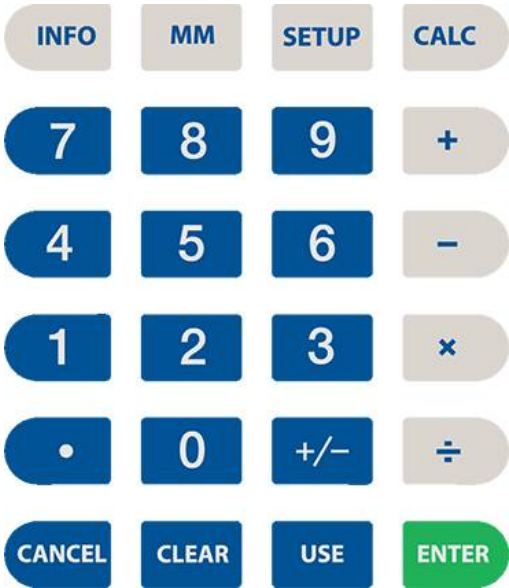 INFO MM SETUP CALC
7 8 9 +
4 5 6 −
1 2 3 ×
• 0 +/− ÷
CANCEL CLEAR USE ENTER